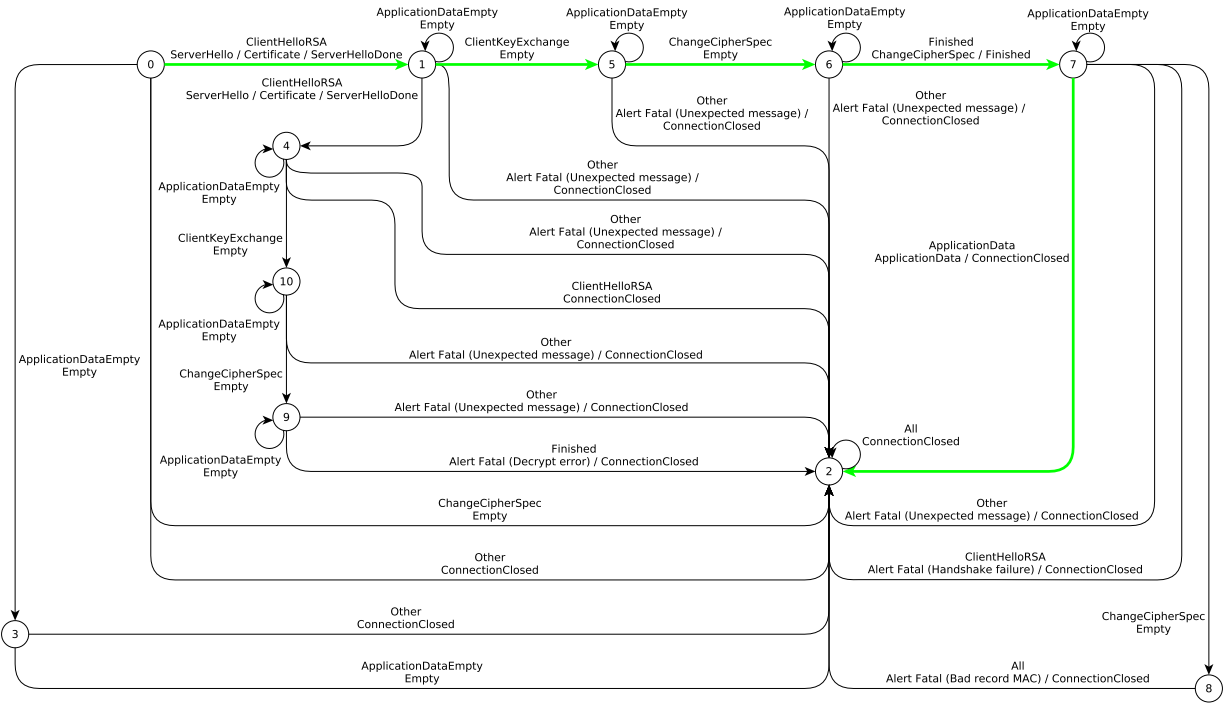 ApplicationDataEmpty
Empty
ApplicationDataEmpty
Empty
ApplicationDataEmpty
Empty
ApplicationDataEmpty
Empty
ClientHelloRSA
ServerHello / Certificate / ServerHelloDone
ClientKeyExchange
Empty
ChangeCipherSpec
Empty
Finished
ChangeCipherSpec / Finished
0
1
5
6
7
ClientHelloRSA
ServerHello / Certificate / ServerHelloDone
Other
Alert Fatal (Unexpected message) /
ConnectionClosed
Other
Alert Fatal (Unexpected message) /
ConnectionClosed
4
ApplicationDataEmpty
Empty
Other
Alert Fatal (Unexpected message) /
ConnectionClosed
Other
Alert Fatal (Unexpected message) /
ConnectionClosed
ClientKeyExchange
Empty
ApplicationData
ApplicationData / ConnectionClosed
10
ClientHelloRSA
ConnectionClosed
ApplicationDataEmpty
Empty
Other
Alert Fatal (Unexpected message) / ConnectionClosed
ApplicationDataEmpty
Empty
ChangeCipherSpec
Empty
Other
Alert Fatal (Unexpected message) / ConnectionClosed
9
All
ConnectionClosed
ApplicationDataEmpty
Empty
Finished
Alert Fatal (Decrypt error) / ConnectionClosed
2
ChangeCipherSpec
Empty
Other
Alert Fatal (Unexpected message) / ConnectionClosed
Other
ConnectionClosed
ClientHelloRSA
Alert Fatal (Handshake failure) / ConnectionClosed
3
Other
ConnectionClosed
ChangeCipherSpec
Empty
ApplicationDataEmpty
Empty
All
Alert Fatal (Bad record MAC) / ConnectionClosed
8